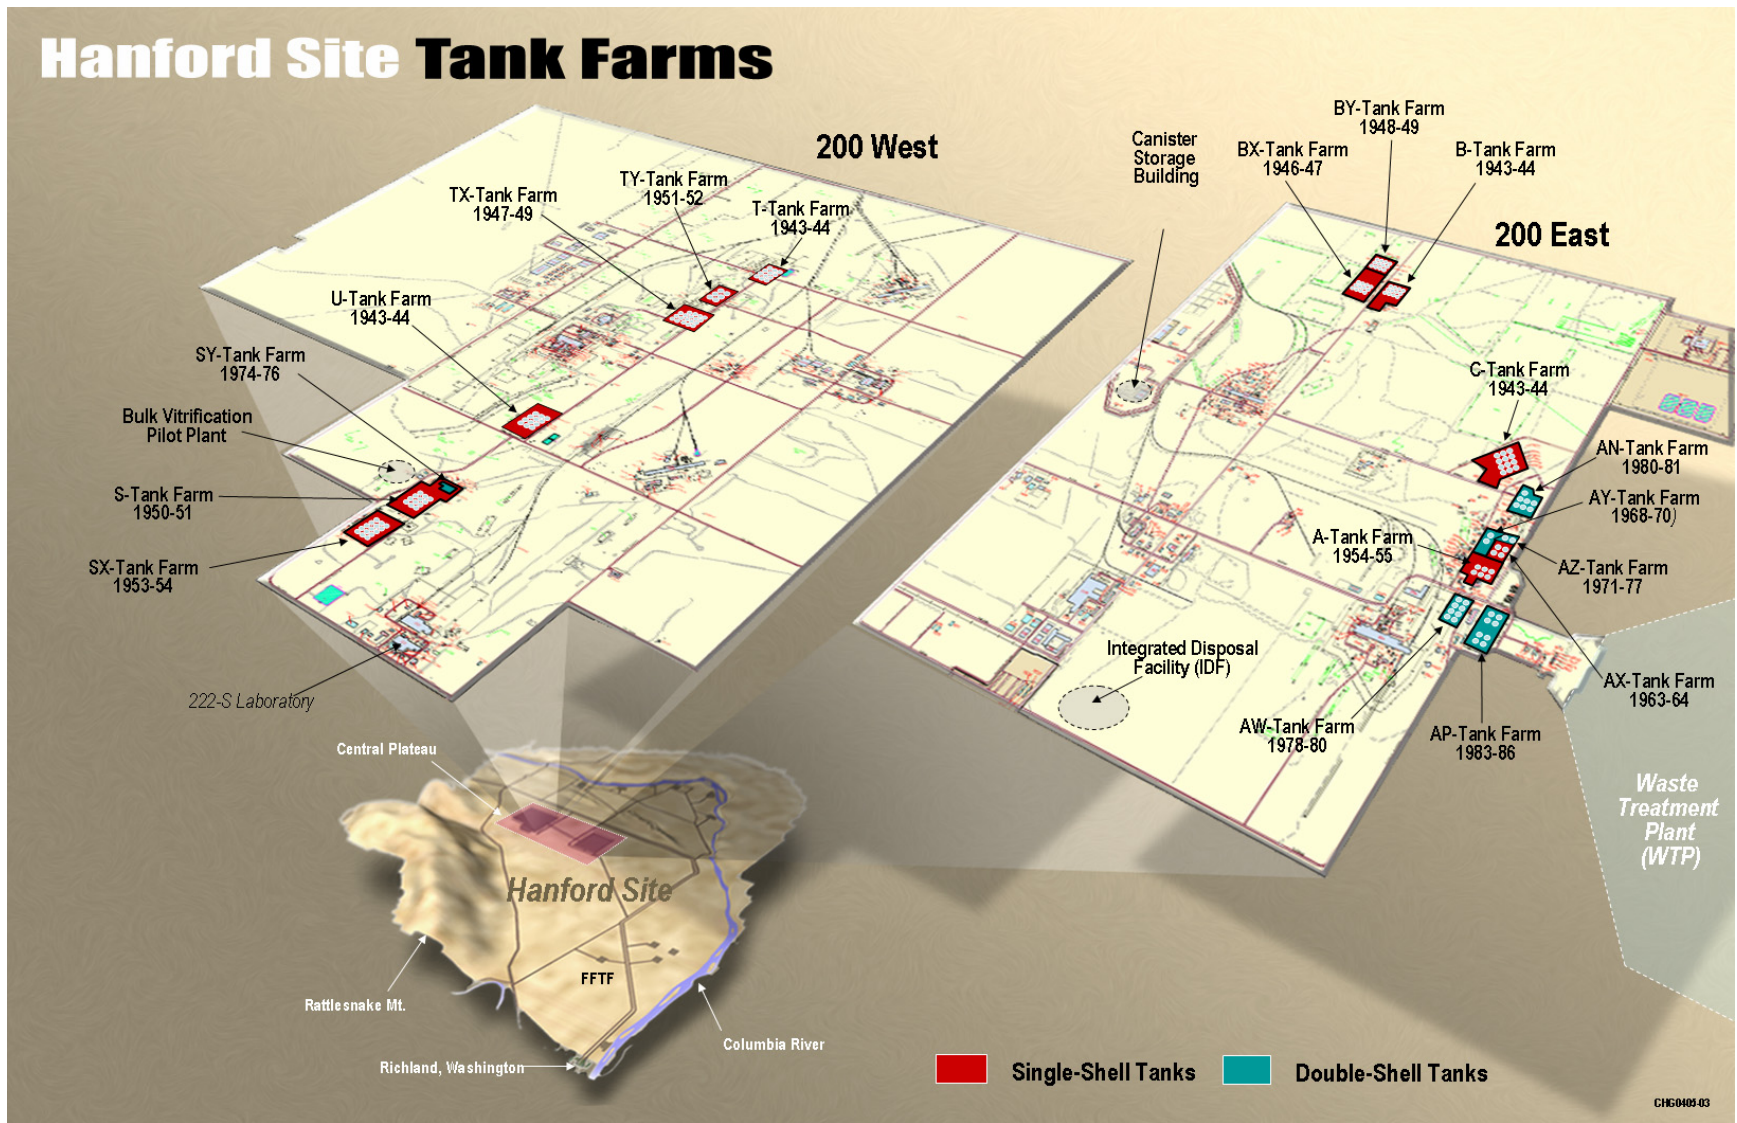 Hanford Site Tank Farms
200 West
TX-Tank Farm
1947-49
TY-Tank Farm
1951-52
T-Tank Farm
1943-44
U-Tank Farm
1943-44
SY-Tank Farm
1974-76
Bulk Vitrification
Pilot Plant
S-Tank Farm
1950-51
SX-Tank Farm
1953-54
222-S Laboratory
Canister
Storage
Building
BY-Tank Farm
1948-49
BX-Tank Farm
1946-47
B-Tank Farm
1943-44
200 East
C-Tank Farm
1943-44
AN-Tank Farm
1980-81
AY-Tank Farm
1968-70)
A-Tank Farm
1954-55
AZ-Tank Farm
1971-77
Integrated Disposal
Facility (IDF)
AX-Tank Farm
1963-64
AW-Tank Farm
1978-80
AP-Tank Farm
1983-86
Waste
Treatment
Plant
(WTP)
Central Plateau
Hanford Site
FFTF
Rattlesnake Mt.
Columbia River
Richland, Washington
Single-Shell Tanks
Double-Shell Tanks
CHG0405-03